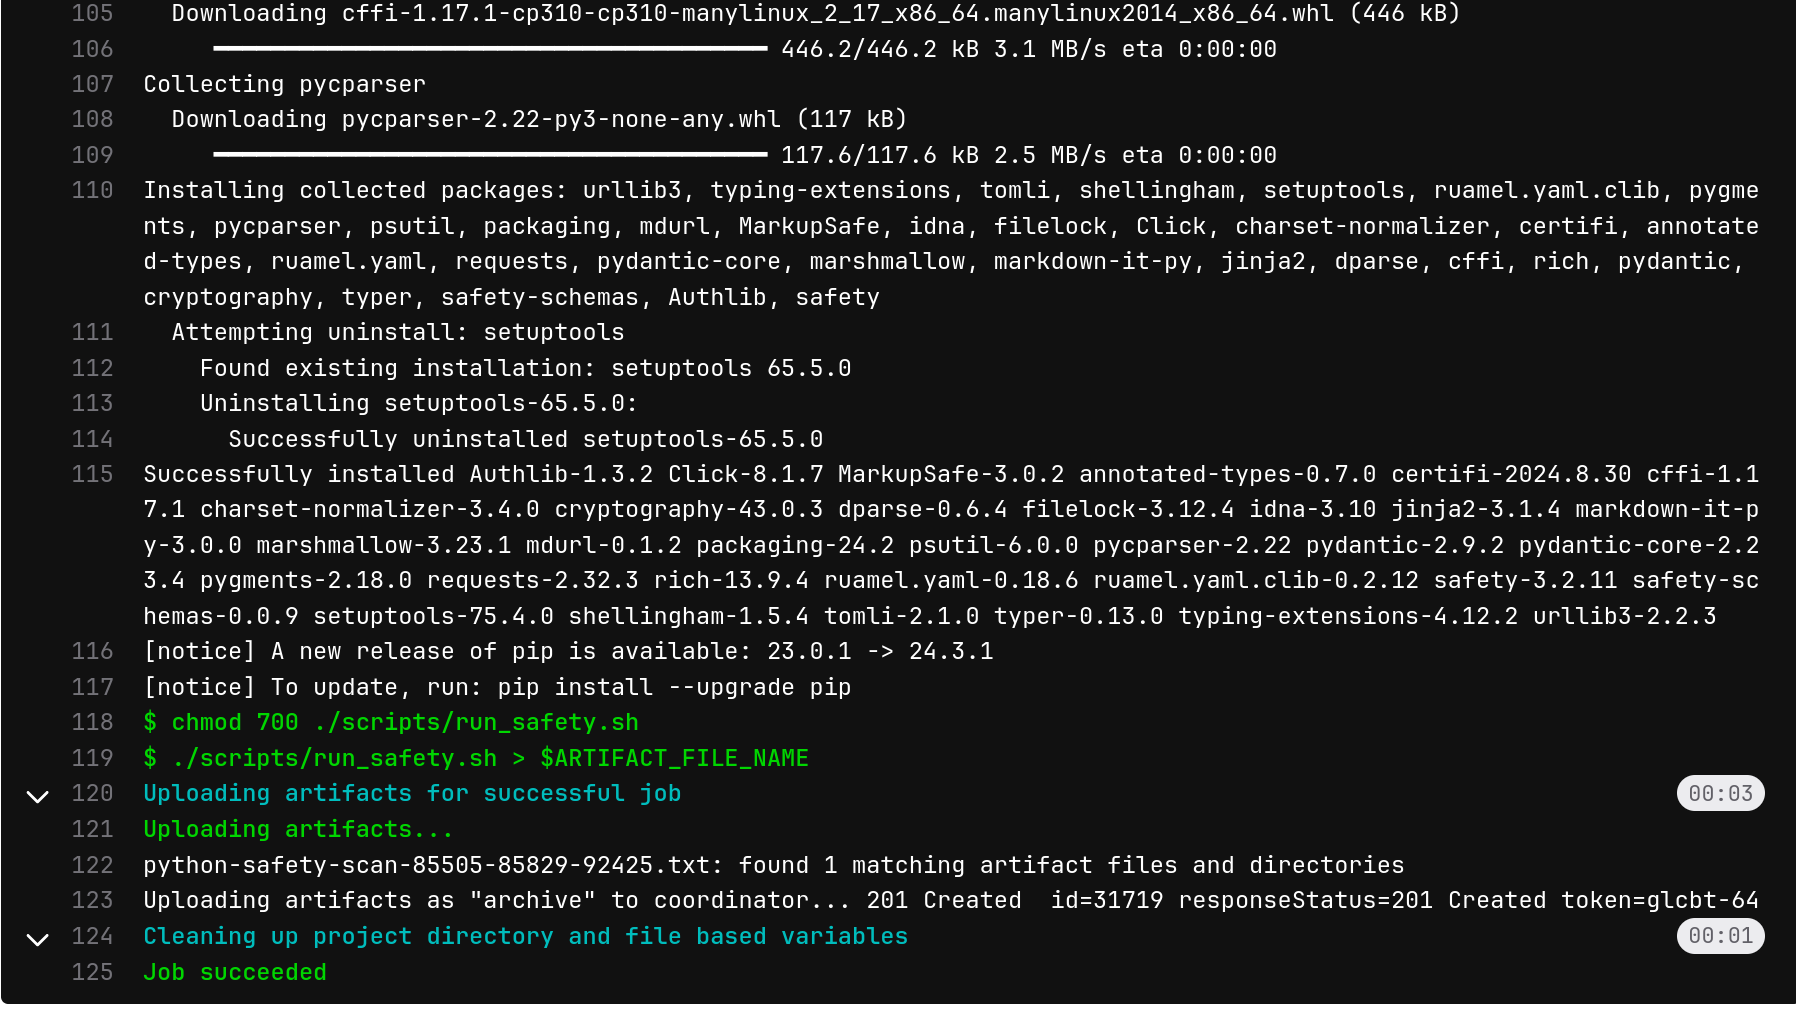 105 Downloading cffi-1.17.1-cp310-cp310-manylinux_2_17_x86_64.manylinux2014_x86_64.whl (446 kB)
106 ━━━━━━━━━━━━━━━━━━━━━━━━━━━━━━━━━━━━━━━ 446.2/446.2 kB 3.1 MB/s eta 0:00:00
107 Collecting pycparser
108 Downloading pycparser-2.22-py3-none-any.whl (117 kB)
109 ━━━━━━━━━━━━━━━━━━━━━━━━━━━━━━━━━━━━━━━ 117.6/117.6 kB 2.5 MB/s eta 0:00:00
110 Installing collected packages: urllib3, typing-extensions, tomli, shellingham, setuptools, ruamel.yaml.clib, pygme
nts, pycparser, psutil, packaging, mdurl, MarkupSafe, idna, filelock, Click, charset-normalizer, certifi, annotate
d-types, ruamel.yaml, requests, pydantic-core, marshmallow, markdown-it-py, jinja2, dparse, cffi, rich, pydantic,
cryptography, typer, safety-schemas, Authlib, safety
111 Attempting uninstall: setuptools
112 Found existing installation: setuptools 65.5.0
113 Uninstalling setuptools-65.5.0:
114 Successfully uninstalled setuptools-65.5.0
115 Successfully installed Authlib-1.3.2 Click-8.1.7 MarkupSafe-3.0.2 annotated-types-0.7.0 certifi-2024.8.30 cffi-1.1
7.1 charset-normalizer-3.4.0 cryptography-43.0.3 dparse-0.6.4 filelock-3.12.4 idna-3.10 jinja2-3.1.4 markdown-it-p
y-3.0.0 marshmallow-3.23.1 mdurl-0.1.2 packaging-24.2 psutil-6.0.0 pycparser-2.22 pydantic-2.9.2 pydantic-core-2.2
3.4 pygments-2.18.0 requests-2.32.3 rich-13.9.4 ruamel.yaml-0.18.6 ruamel.yaml.clib-0.2.12 safety-3.2.11 safety-sc
hemas-0.0.9 setuptools-75.4.0 shellingham-1.5.4 tomli-2.1.0 typer-0.13.0 typing-extensions-4.12.2 urllib3-2.2.3
116 [notice] A new release of pip is available: 23.0.1 -> 24.3.1
117 [notice] To update, run: pip install --upgrade pip
118 $ chmod 700 ./scripts/run_safety.sh
119 $ ./scripts/run_safety.sh > $ARTIFACT_FILE_NAME
120 Uploading artifacts for successful job 00:03
121 Uploading artifacts...
122 python-safety-scan-85505-85829-92425.txt: found 1 matching artifact files and directories
123 Uploading artifacts as "archive" to coordinator... 201 Created  id=31719 responseStatus=201 Created token=glcbt-64
124 Cleaning up project directory and file based variables 00:01
125 Job succeeded